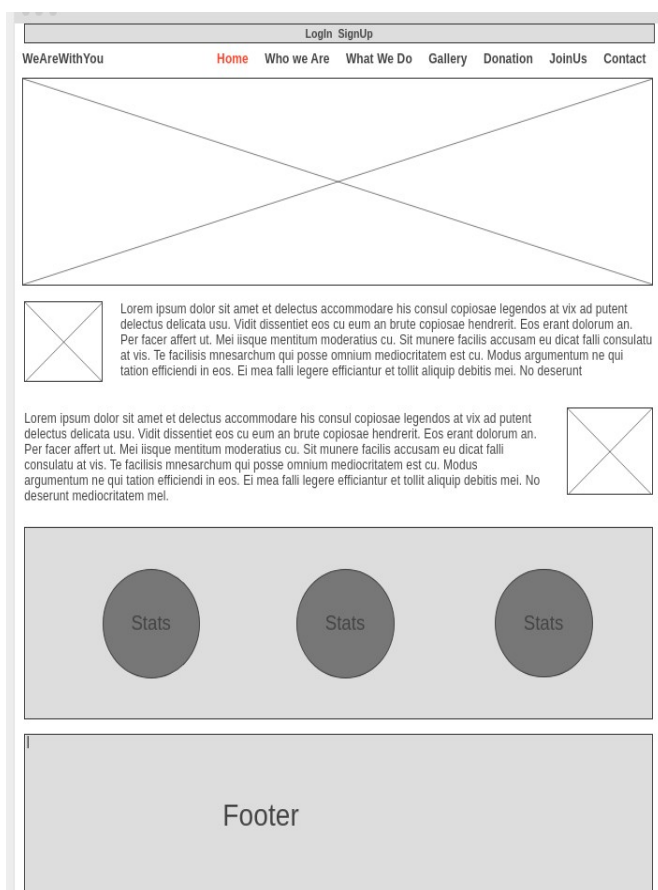 LogIn SignUp
WeAreWithYou Home Who we Are What We Do Gallery Donation JoinUs Contact
Lorem ipsum dolor sit amet et delectus accommodare his consul copiosae legendos at vix ad putent
delectus delicata usu. Vidit dissentiet eos cu eum an brute copiosae hendrerit. Eos erant dolorum an.
Per facer affert ut. Mei iisque mentitum moderatius cu. Sit munere facilis accusam eu dicat falli consulatu
at vis. Te facilisis mnesarchum qui posse omnium mediocritatem est cu. Modus argumentum ne qui
tation efficiendi in eos. Ei mea falli legere efficiantur et tollit aliquip debitis mei. No deserunt
Lorem ipsum dolor sit amet et delectus accommodare his consul copiosae legendos at vix ad putent
delectus delicata usu. Vidit dissentiet eos cu eum an brute copiosae hendrerit. Eos erant dolorum an.
Per facer affert ut. Mei iisque mentitum moderatius cu. Sit munere facilis accusam eu dicat falli
consulatu at vis. Te facilisis mnesarchum qui posse omnium mediocritatem est cu. Modus
argumentum ne qui tation efficiendi in eos. Ei mea falli legere efficiantur et tollit aliquip debitis mei. No
deserunt mediocritatem mel.
Stats Stats Stats
Footer